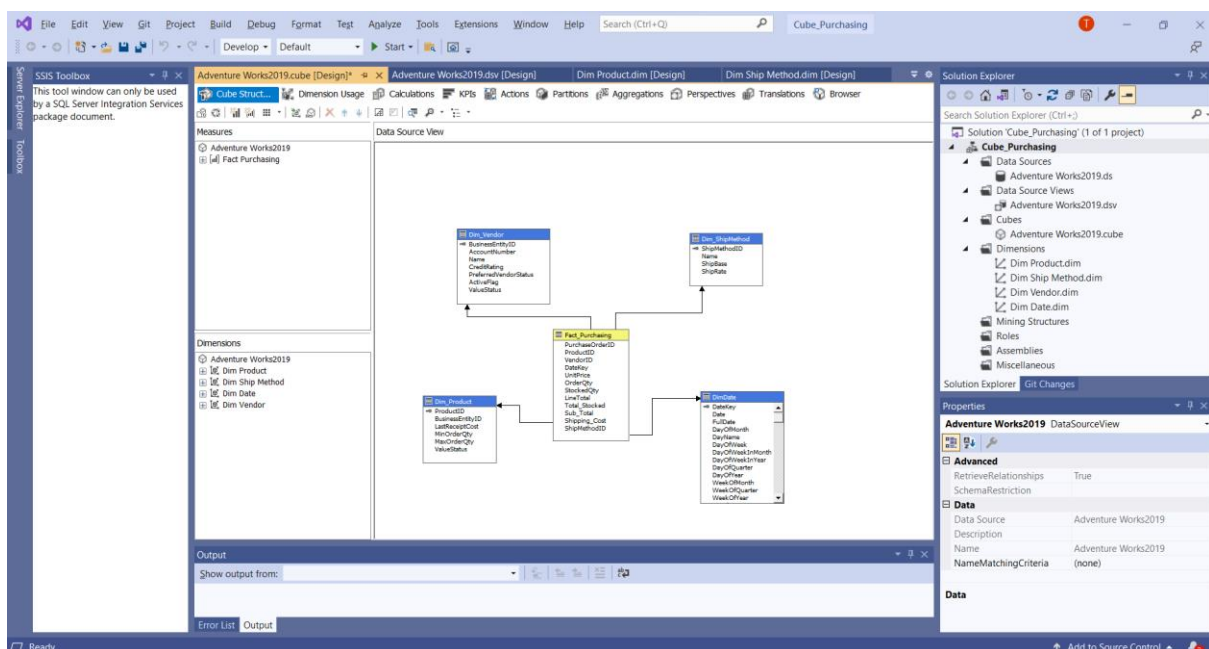 File Edit View Git Project Build Debug Format Test Analyze Tools Extensions Window Help Search (Ctrl+Q) Cube_Purchasing T
Develop Default Start
Server Explorer
Toolbox
SSIS Toolbox
This tool window can only be used
by a SQL Server Integration Services
package document.
Adventure Works2019.cube [Design]* Adventure Works2019.dsv [Design] Dim Product.dim [Design] Dim Ship Method.dim [Design]
Cube Struct... Dimension Usage Calculations KPIs Actions Partitions Aggregations Perspectives Translations Browser
Measures
Adventure Works2019
Fact Purchasing
Dimensions
Adventure Works2019
Dim Product
Dim Ship Method
Dim Date
Dim Vendor
Data Source View
Dim_Vendor
BusinessEntityID
AccountNumber
Name
CreditRating
PreferredVendorStatus
ActiveFlag
ValueStatus
Dim_ShipMethod
ShipMethodID
Name
ShipBase
ShipRate
Fact_Purchasing
PurchaseOrderID
ProductID
VendorID
DateKey
UnitPrice
OrderQty
StockedQty
LineTotal
Total_Stocked
Sub_Total
Shipping_Cost
ShipMethodID
Dim_Product
ProductID
BusinessEntityID
LastReceiptCost
MinOrderQty
MaxOrderQty
ValueStatus
DimDate
DateKey
Date
FullDate
DayOfMonth
DayName
DayOfWeek
DayOfWeekInMonth
DayOfWeekInYear
DayOfQuarter
DayOfYear
WeekOfMonth
WeekOfQuarter
WeekOfYear
Output
Show output from:
Error List Output
Solution Explorer
Search Solution Explorer (Ctrl+;)
Solution 'Cube_Purchasing' (1 of 1 project)
Cube_Purchasing
Data Sources
Adventure Works2019.ds
Data Source Views
Adventure Works2019.dsv
Cubes
Adventure Works2019.cube
Dimensions
Dim Product.dim
Dim Ship Method.dim
Dim Vendor.dim
Dim Date.dim
Mining Structures
Roles
Assemblies
Miscellaneous
Solution Explorer Git Changes
Properties
Adventure Works2019 DataSourceView
Advanced
RetrieveRelationships True
SchemaRestriction
Data
Data Source Adventure Works2019
Description
Name Adventure Works2019
NameMatchingCriteria (none)
Data
Ready Add to Source Control